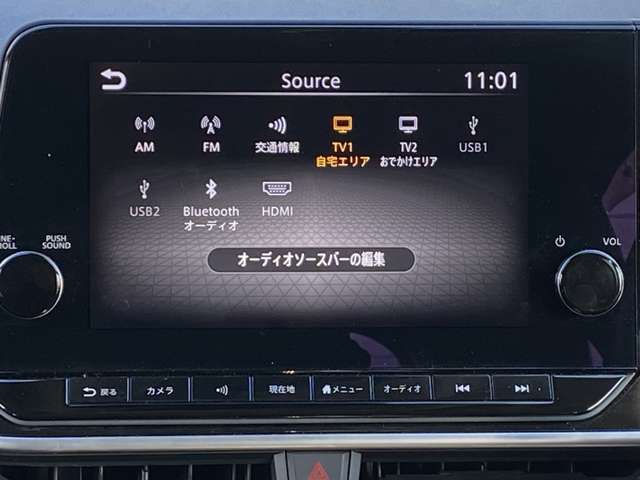 Source
11:01
AM
FM
交通情報
TV1
自宅エリア
TV2
おでかけエリア
USB1
USB2
Bluetooth
オーディオ
HDMI
オーディオソースバーの編集
PUSH
SOUND
VOL
戻る
カメラ
現在地
メニュー
オーディオ